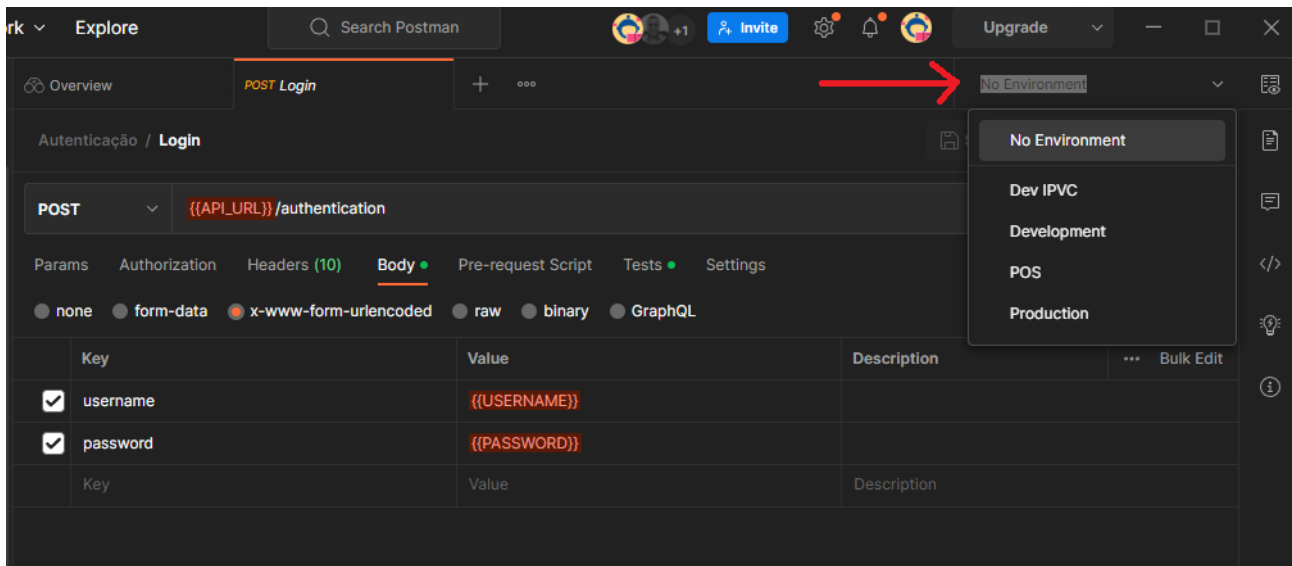 rk Explore Search Postman +1 Invite Upgrade
Overview POST Login No Environment
Autenticação / Login
No Environment
Dev IPVC
Development
POS
Production
POST {{API_URL}}/authentication
Params Authorization Headers (10) Body Pre-request Script Tests Settings
none form-data x-www-form-urlencoded raw binary GraphQL
Key Value Description Bulk Edit
username {{USERNAME}}
password {{PASSWORD}}
Key Value Description